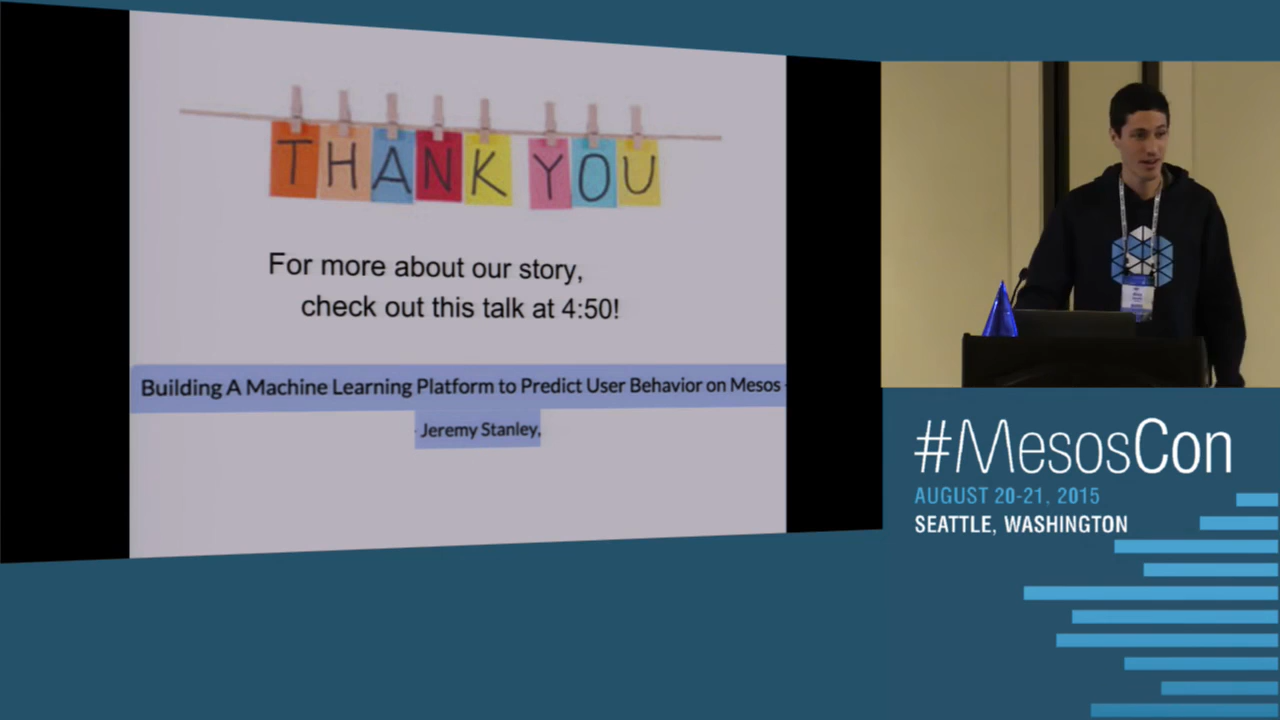 THANK YOU
For more about our story,
check out this talk at 4:50!
Building A Machine Learning Platform to Predict User Behavior on Mesos -
- Jeremy Stanley,
#MesosCon
AUGUST 20-21, 2015
SEATTLE, WASHINGTON